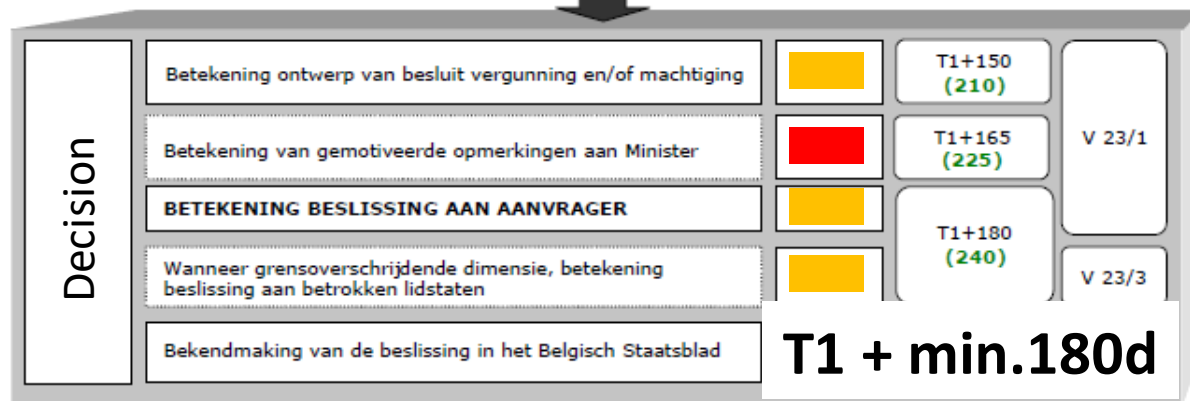 Decision
Betekening ontwerp van besluit vergunning en/of machtiging
T1+150
(210)
Betekening van gemotiveerde opmerkingen aan Minister
T1+165
(225)
V 23/1
BETEKENING BESLISSING AAN AANVRAGER
T1+180
(240)
Wanneer grensoverschrijdende dimensie, betekening
beslissing aan betrokken lidstaten
V 23/3
Bekendmaking van de beslissing in het Belgisch Staatsblad
T1 + min.180d